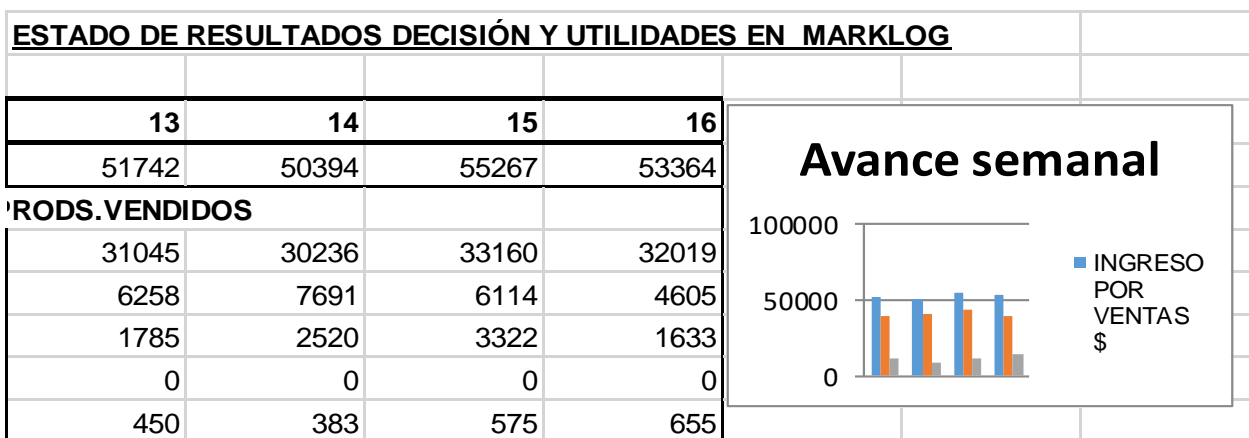 ESTADO DE RESULTADOS DECISIÓN Y UTILIDADES EN MARKLOG
13 14 15 16
51742 50394 55267 53364
PRODS.VENDIDOS
31045 30236 33160 32019
6258 7691 6114 4605
1785 2520 3322 1633
0 0 0 0
450 383 575 655
Avance semanal
100000
50000
0
INGRESO
POR
VENTAS
$